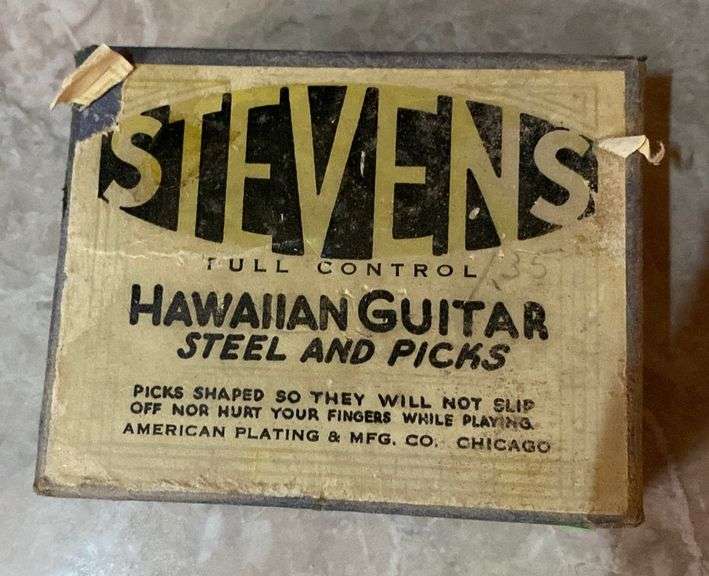 STEVENS
FULL CONTROL
135
HAWAIIAN GUITAR
STEEL AND PICKS
PICKS SHAPED SO THEY WILL NOT SLIP
OFF NOR HURT YOUR FINGERS WHILE PLAYING.
AMERICAN PLATING & MFG. CO. CHICAGO